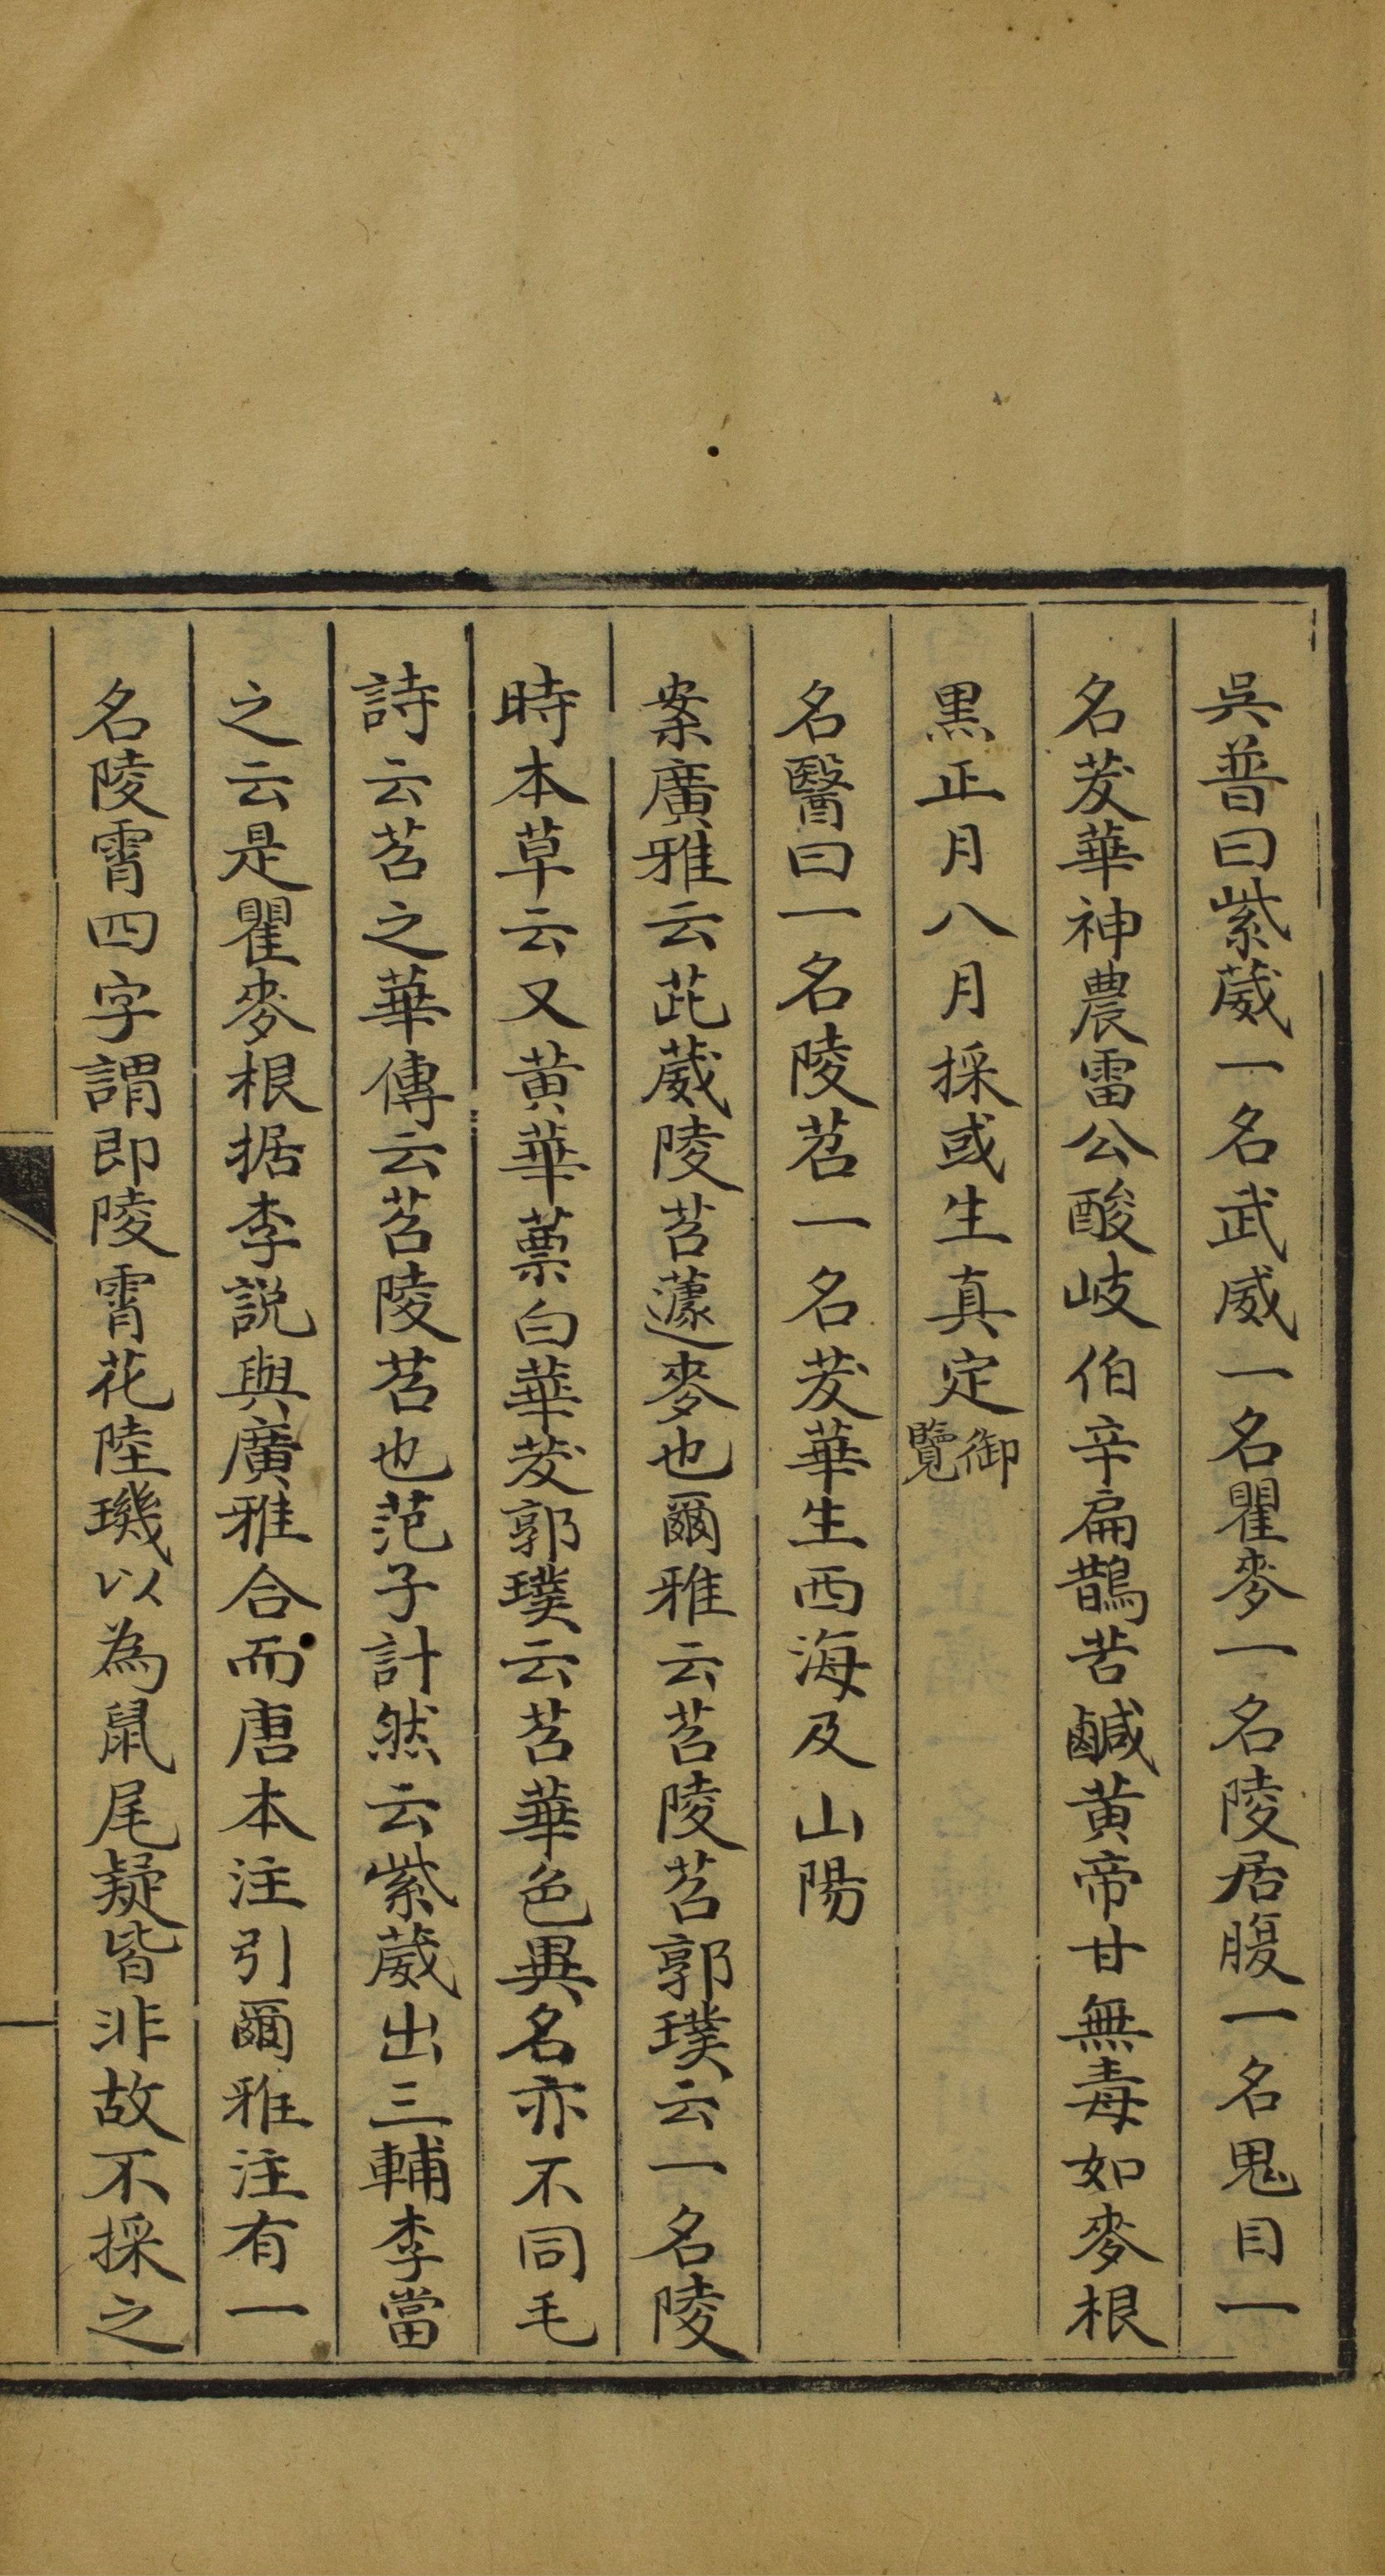 吳普曰紫葳一名武威一名瞿麥一名陵居腹一名鬼目一
名茇華神農雷公酸岐伯辛扁鵲苦鹹黃帝甘無毒如麥根
黑正月八月採或生真定御覽
名醫曰一名陵苕一名茇華生西海及山陽
案廣雅云茈葳陵苕蘧麥也爾雅云苕陵苕郭璞云一名陵
時本草云又黃華蔈白華茇郭璞云苕華色異名亦不同毛
詩云苕之華傳云苕陵苕也范子計然云紫葳出三輔李當
之云是瞿麥根据李說與廣雅合而唐本注引爾雅注有一
名陵霄四字謂即陵霄花陸璣以為鼠尾疑皆非故不採之